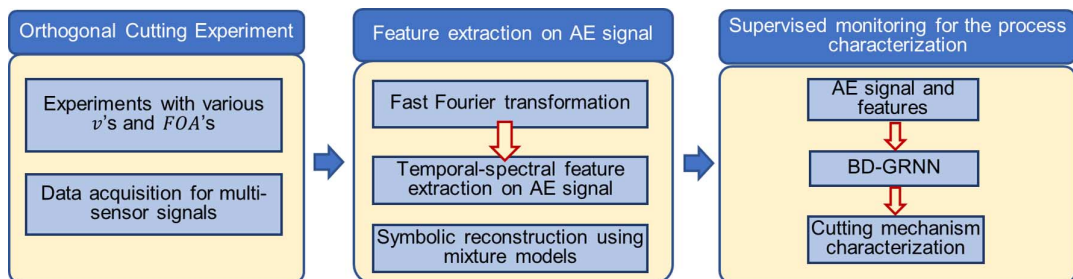 Orthogonal Cutting Experiment
Experiments with various
v's and FOA's
Data acquisition for multi-
sensor signals
Feature extraction on AE signal
Fast Fourier transformation
Temporal-spectral feature
extraction on AE signal
Symbolic reconstruction using
mixture models
Supervised monitoring for the process
characterization
AE signal and
features
BD-GRNN
Cutting mechanism
characterization